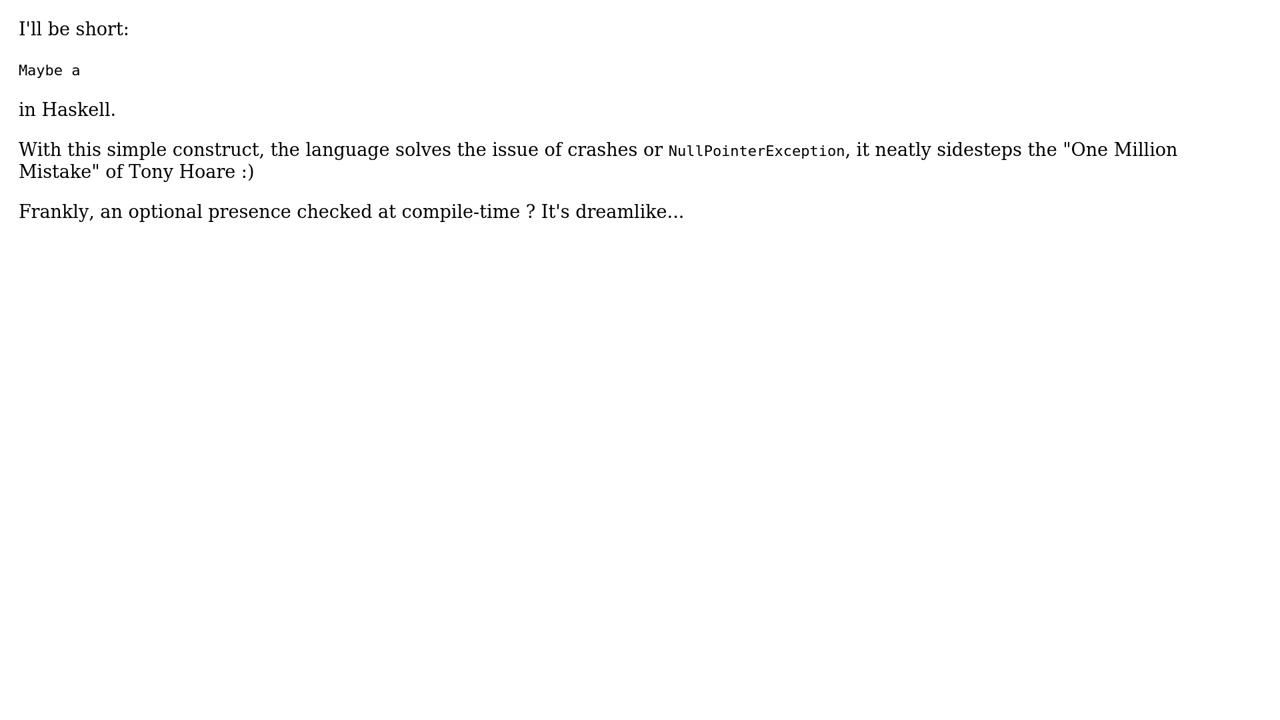 I'll be short:
Maybe a
in Haskell.
With this simple construct, the language solves the issue of crashes or NullPointerException, it neatly sidesteps the "One Million
Mistake" of Tony Hoare :)
Frankly, an optional presence checked at compile-time ? It's dreamlike...